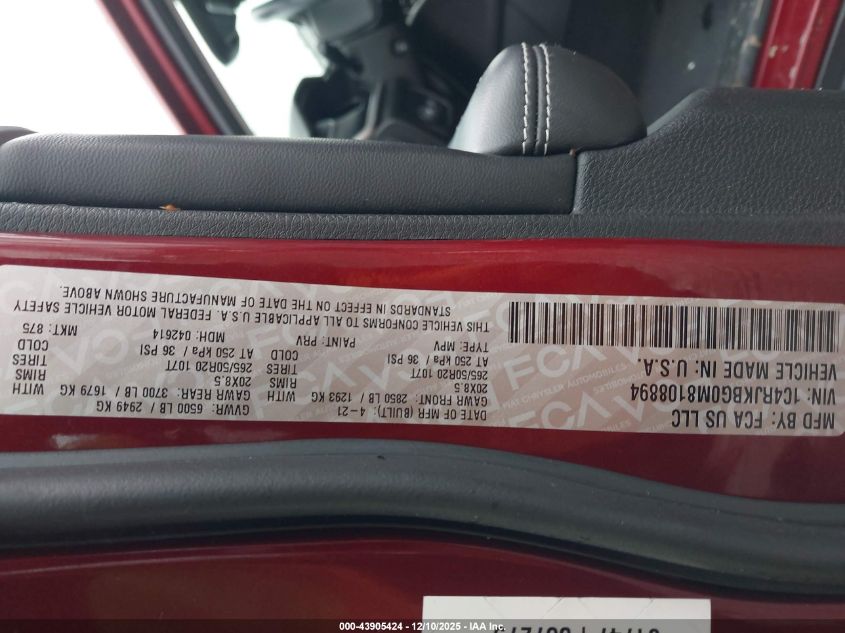 MFD BY: FCA US LLC
DATE OF MFR (BUILT): 4-21
GVWR: 6500 LB / 2949 KG
GAWR FRONT: 2850 LB / 1293 KG
GAWR REAR: 3700 LB / 1679 KG
WITH
265/50R20 107T
TIRES
265/50R20 107T
TIRES
20X8.5
RIMS
20X8.5
RIMS
AT 250 kPa / 36 PSI
COLD
AT 250 kPa / 36 PSI
COLD
VIN: 1C4RJKBG0M8108894
TYPE: MPV
PAINT: PRV
MDH: 042614
MKT: 875
VEHICLE MADE IN: U.S.A.
THIS VEHICLE CONFORMS TO ALL APPLICABLE U.S.A. FEDERAL MOTOR VEHICLE SAFETY
STANDARDS IN EFFECT ON THE DATE OF MANUFACTURE SHOWN ABOVE.
000-43905424 - 12/10/2025 - IAA Inc.